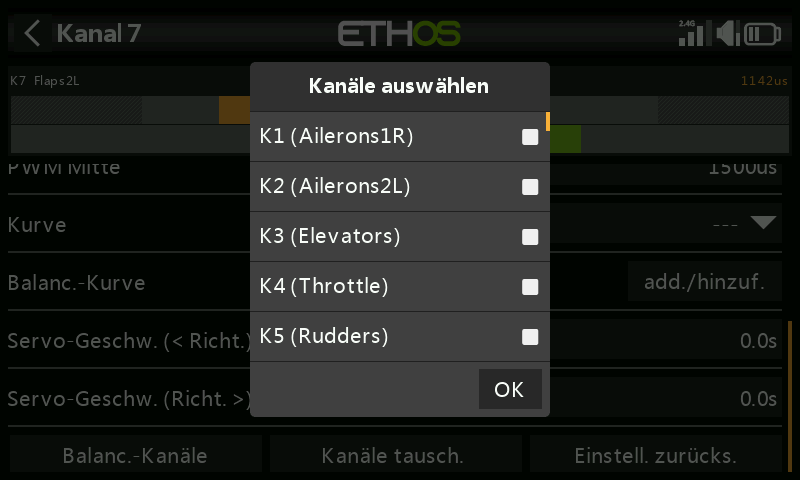 Kanal 7
ETHOS
2.4G
K7 Flaps2L
1142us
Kanäle auswählen
K1 (Ailerons1R)
K2 (Ailerons2L)
K3 (Elevators)
K4 (Throttle)
K5 (Rudders)
OK
PWM Mitte
1500us
Kurve
---
Balanc.-Kurve
add./hinzuf.
Servo-Geschw. (< Richt.)
0.0s
Servo-Geschw. (Richt. >)
0.0s
Balanc.-Kanäle
Kanäle tausch.
Einstell. zurücks.